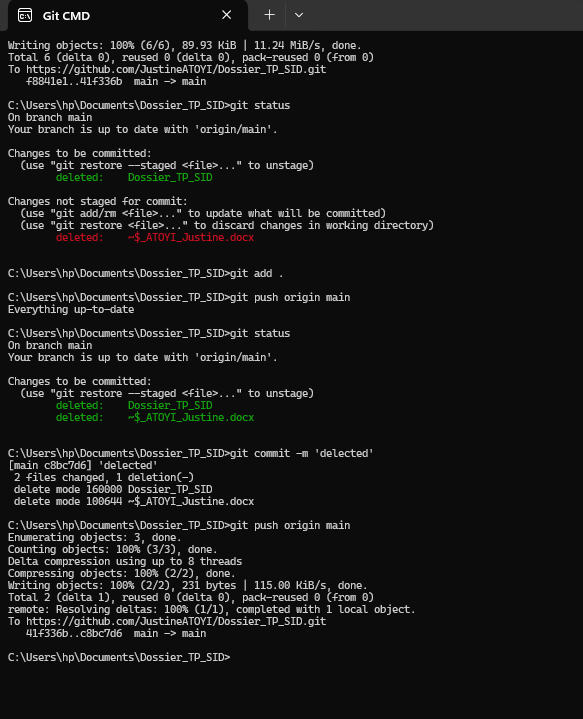 Git CMD
Writing objects: 100% (6/6), 89.93 KiB | 11.24 MiB/s, done.
Total 6 (delta 0), reused 0 (delta 0), pack-reused 0 (from 0)
To https://github.com/JustineATOYI/Dossier_TP_SID.git
   f8841e1..41f336b  main -> main

C:\Users\hp\Documents\Dossier_TP_SID>git status
On branch main
Your branch is up to date with 'origin/main'.

Changes to be committed:
  (use "git restore --staged <file>..." to unstage)
        deleted:    Dossier_TP_SID

Changes not staged for commit:
  (use "git add/rm <file>..." to update what will be committed)
  (use "git restore <file>..." to discard changes in working directory)
        deleted:    ~$_ATOYI_Justine.docx

C:\Users\hp\Documents\Dossier_TP_SID>git add .

C:\Users\hp\Documents\Dossier_TP_SID>git push origin main
Everything up-to-date

C:\Users\hp\Documents\Dossier_TP_SID>git status
On branch main
Your branch is up to date with 'origin/main'.

Changes to be committed:
  (use "git restore --staged <file>..." to unstage)
        deleted:    Dossier_TP_SID
        deleted:    ~$_ATOYI_Justine.docx

C:\Users\hp\Documents\Dossier_TP_SID>git commit -m 'delected'
[main c8bc7d6] 'delected'
 2 files changed, 1 deletion(-)
 delete mode 160000 Dossier_TP_SID
 delete mode 100644 ~$_ATOYI_Justine.docx

C:\Users\hp\Documents\Dossier_TP_SID>git push origin main
Enumerating objects: 3, done.
Counting objects: 100% (3/3), done.
Delta compression using up to 8 threads
Compressing objects: 100% (2/2), done.
Writing objects: 100% (2/2), 231 bytes | 115.00 KiB/s, done.
Total 2 (delta 1), reused 0 (delta 0), pack-reused 0 (from 0)
remote: Resolving deltas: 100% (1/1), completed with 1 local object.
To https://github.com/JustineATOYI/Dossier_TP_SID.git
   41f336b..c8bc7d6  main -> main

C:\Users\hp\Documents\Dossier_TP_SID>